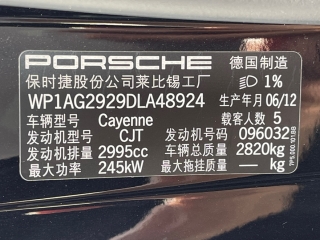 PORSCHE 德国制造
保时捷股份公司莱比锡工厂 1%
WP1AG2929DLA48924 生产年月 06/12
车辆型号 Cayenne 载客人数 5
发动机型号 CJT 发动机号 096032
发动机排量 2995cc 最大总质量 2820kg
最大功率 245kW 最大拖挂质量 — kg